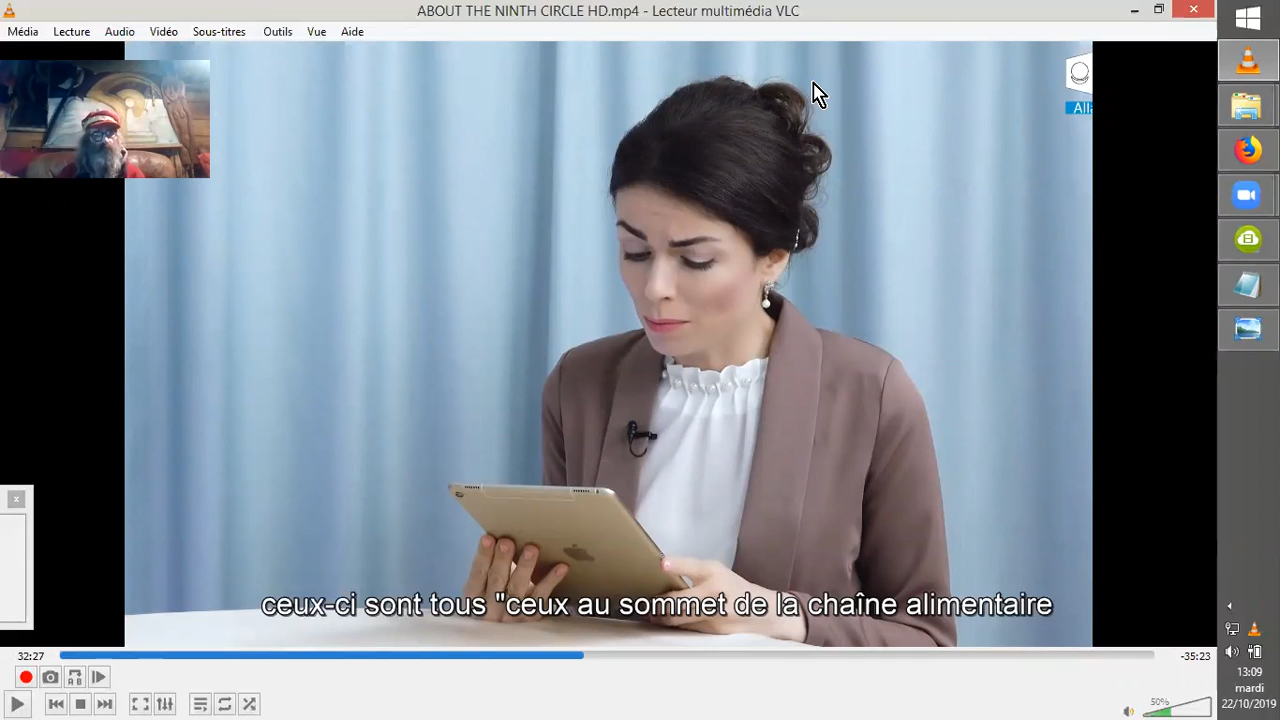 ABOUT THE NINTH CIRCLE HD.mp4 - Lecteur multimédia VLC
Média Lecture Audio Vidéo Sous-titres Outils Vue Aide
All
ceux-ci sont tous "ceux au sommet de la chaîne alimentaire
32:27
-35:23
50%
13:09
mardi
22/10/2019